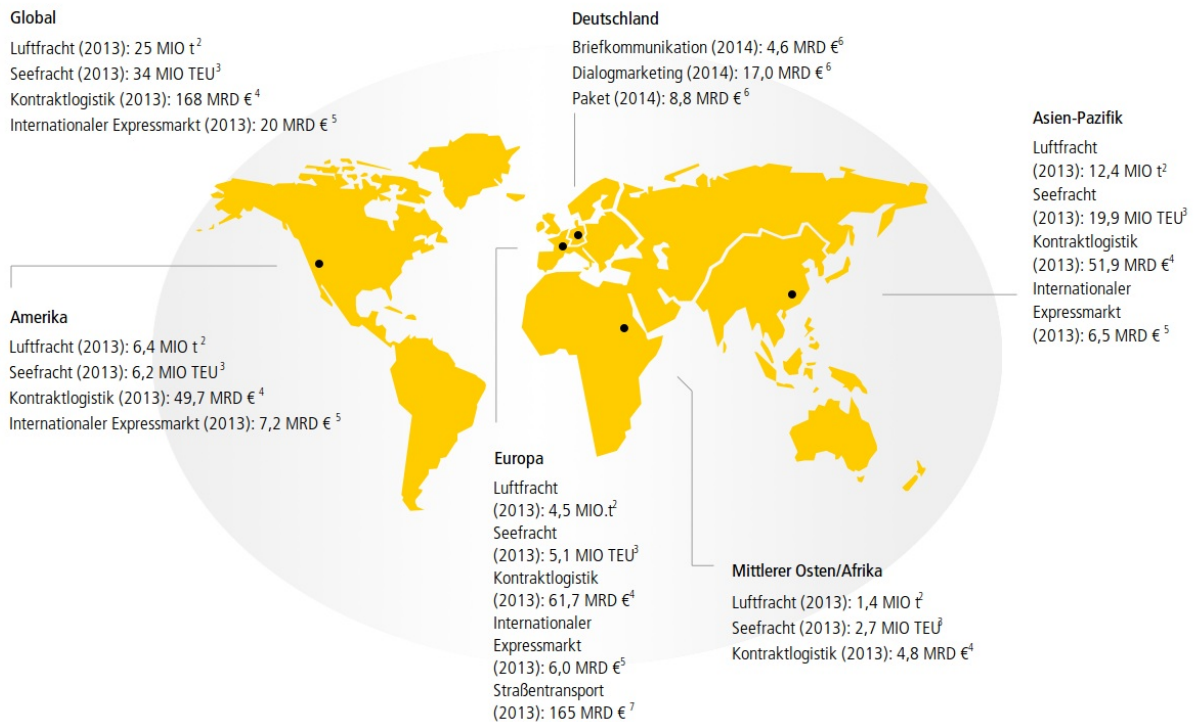 Global
Luftfracht (2013): 25 MIO t²
Seefracht (2013): 34 MIO TEU³
Kontraktlogistik (2013): 168 MRD € ⁴
Internationaler Expressmarkt (2013): 20 MRD € ⁵
Deutschland
Briefkommunikation (2014): 4,6 MRD €⁶
Dialogmarketing (2014): 17,0 MRD €⁶
Paket (2014): 8,8 MRD €⁶
Asien-Pazifik
Luftfracht
(2013): 12,4 MIO t²
Seefracht
(2013): 19,9 MIO TEU³
Kontraktlogistik
(2013): 51,9 MRD €⁴
Internationaler
Expressmarkt
(2013): 6,5 MRD € ⁵
Amerika
Luftfracht (2013): 6,4 MIO t²
Seefracht (2013): 6,2 MIO TEU³
Kontraktlogistik (2013): 49,7 MRD € ⁴
Internationaler Expressmarkt (2013): 7,2 MRD € ⁵
Europa
Luftfracht
(2013): 4,5 MIO.t²
Seefracht
(2013): 5,1 MIO TEU³
Kontraktlogistik
(2013): 61,7 MRD €⁴
Internationaler
Expressmarkt
(2013): 6,0 MRD €⁵
Straßentransport
(2013): 165 MRD € ⁷
Mittlerer Osten/Afrika
Luftfracht (2013): 1,4 MIO t²
Seefracht (2013): 2,7 MIO TEU³
Kontraktlogistik (2013): 4,8 MRD €⁴